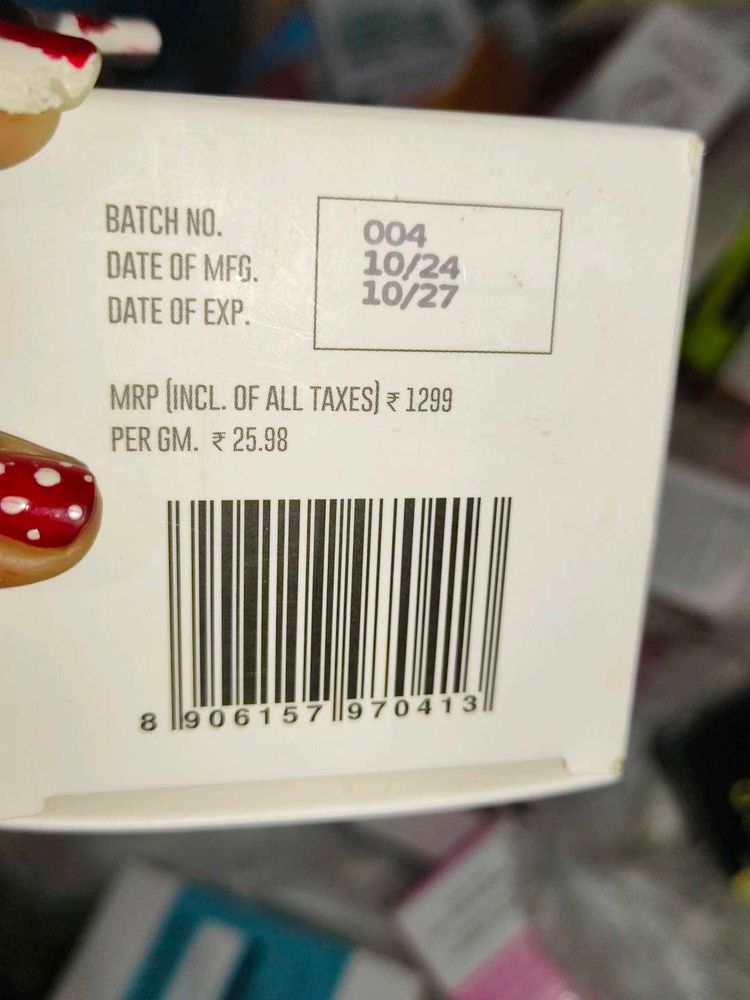 BATCH NO. 004
DATE OF MFG. 10/24
DATE OF EXP. 10/27
MRP (INCL. OF ALL TAXES) ₹ 1299
PER GM. ₹ 25.98
8 906157 970413